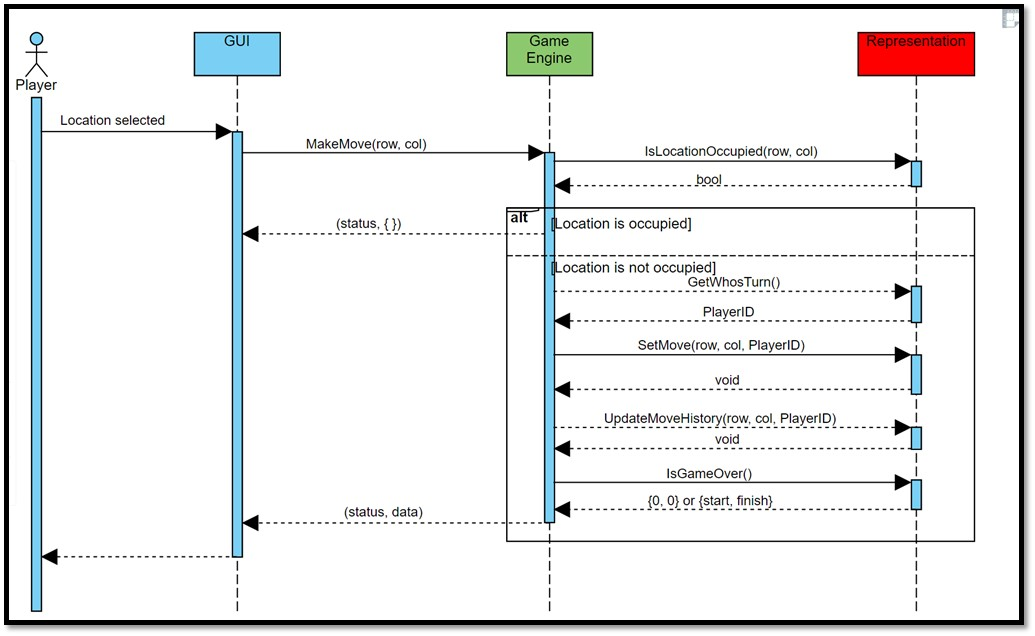 GUI
Game
Engine
Representation
Player
Location selected
MakeMove(row, col)
IsLocationOccupied(row, col)
bool
alt
[Location is occupied]
(status, { })
[Location is not occupied]
GetWhosTurn()
PlayerID
SetMove(row, col, PlayerID)
void
UpdateMoveHistory(row, col, PlayerID)
void
IsGameOver()
{0, 0} or {start, finish}
(status, data)